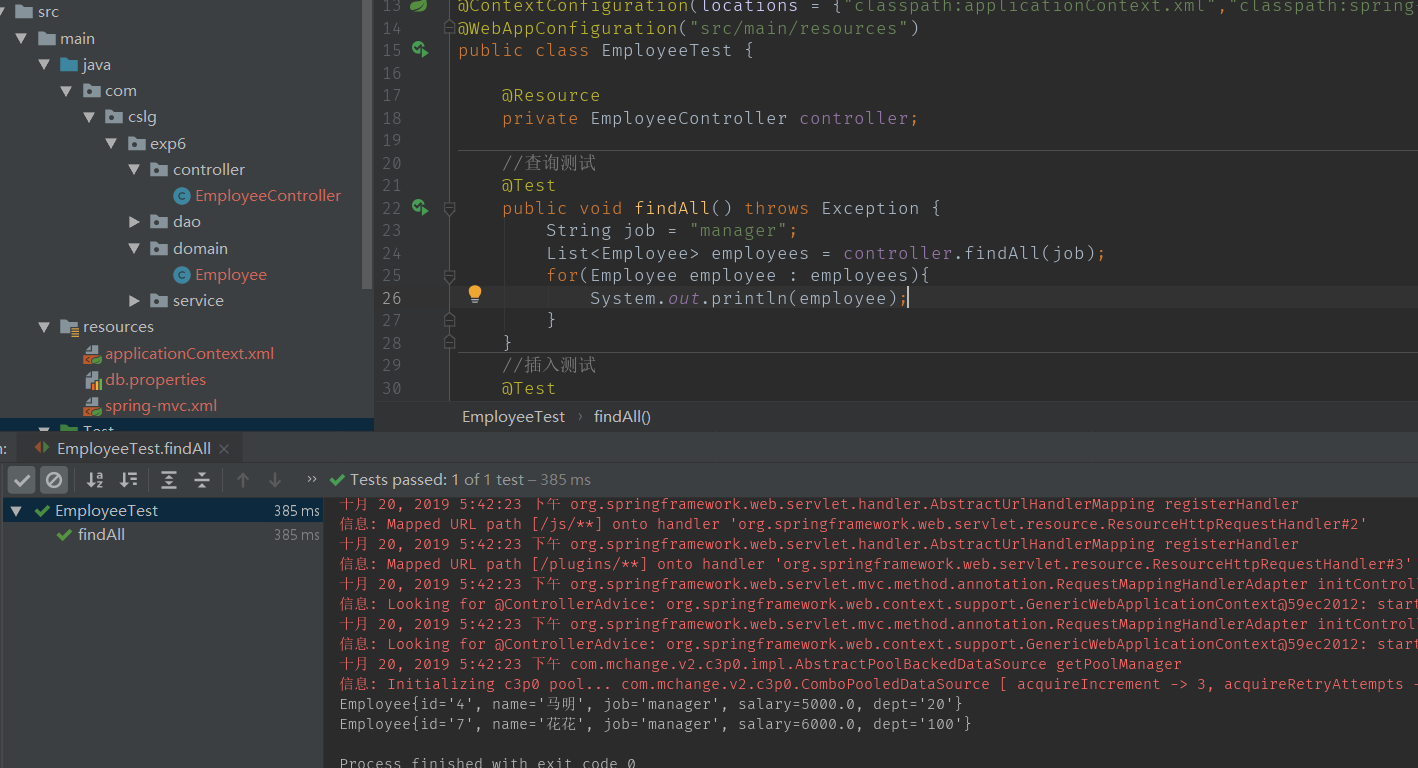 src
main
java
com
cslg
exp6
controller
EmployeeController
dao
domain
Employee
service
resources
applicationContext.xml
db.properties
spring-mvc.xml
Test
13 @ContextConfiguration(locations = {"classpath:applicationContext.xml","classpath:spring-
14 @WebAppConfiguration("src/main/resources")
15 public class EmployeeTest {
16
17 @Resource
18 private EmployeeController controller;
19
20 //查询测试
21 @Test
22 public void findAll() throws Exception {
23 String job = "manager";
24 List<Employee> employees = controller.findAll(job);
25 for(Employee employee : employees){
26 System.out.println(employee);
27 }
28 }
29 //插入测试
30 @Test
EmployeeTest › findAll()
EmployeeTest.findAll ×
» Tests passed: 1 of 1 test – 385 ms
EmployeeTest 385 ms
findAll 385 ms
十月 20, 2019 5:42:23 下午 org.springframework.web.servlet.handler.AbstractUrlHandlerMapping registerHandler
信息: Mapped URL path [/js/**] onto handler 'org.springframework.web.servlet.resource.ResourceHttpRequestHandler#2'
十月 20, 2019 5:42:23 下午 org.springframework.web.servlet.handler.AbstractUrlHandlerMapping registerHandler
信息: Mapped URL path [/plugins/**] onto handler 'org.springframework.web.servlet.resource.ResourceHttpRequestHandler#3'
十月 20, 2019 5:42:23 下午 org.springframework.web.servlet.mvc.method.annotation.RequestMappingHandlerAdapter initControll
信息: Looking for @ControllerAdvice: org.springframework.web.context.support.GenericWebApplicationContext@59ec2012: start
十月 20, 2019 5:42:23 下午 org.springframework.web.servlet.mvc.method.annotation.RequestMappingHandlerAdapter initControll
信息: Looking for @ControllerAdvice: org.springframework.web.context.support.GenericWebApplicationContext@59ec2012: start
十月 20, 2019 5:42:23 下午 com.mchange.v2.c3p0.impl.AbstractPoolBackedDataSource getPoolManager
信息: Initializing c3p0 pool... com.mchange.v2.c3p0.ComboPooledDataSource [ acquireIncrement -> 3, acquireRetryAttempts -
Employee{id='4', name='马明', job='manager', salary=5000.0, dept='20'}
Employee{id='7', name='花花', job='manager', salary=6000.0, dept='100'}
Process finished with exit code 0